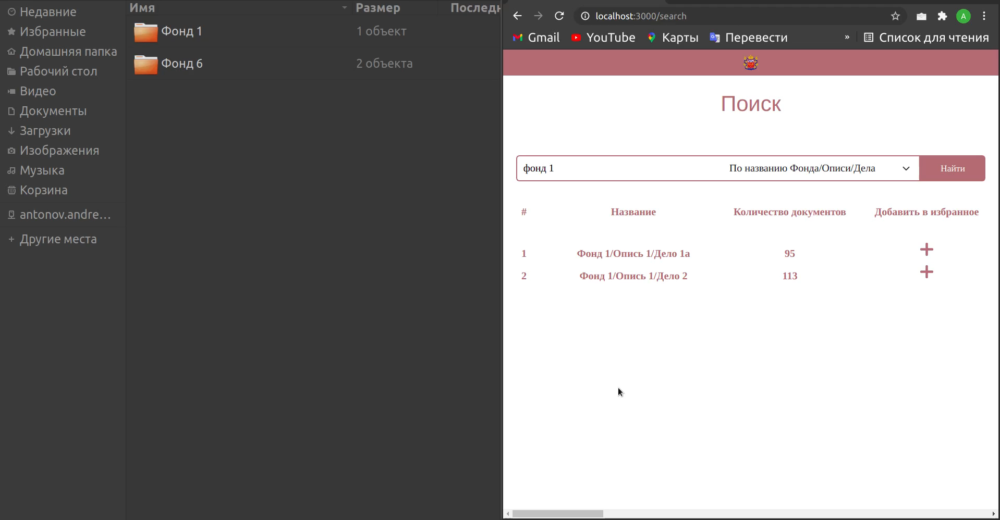 Недавние
Избранные
Домашняя папка
Рабочий стол
Видео
Документы
Загрузки
Изображения
Музыка
Корзина
antonov.andre...
+ Другие места
Имя Размер Последн
Фонд 1 1 объект
Фонд 6 2 объекта
localhost:3000/search A
Gmail YouTube Карты Перевести » Список для чтения
Поиск
фонд 1 По названию Фонда/Описи/Дела Найти
# Название Количество документов Добавить в избранное
1 Фонд 1/Опись 1/Дело 1а 95 +
2 Фонд 1/Опись 1/Дело 2 113 +